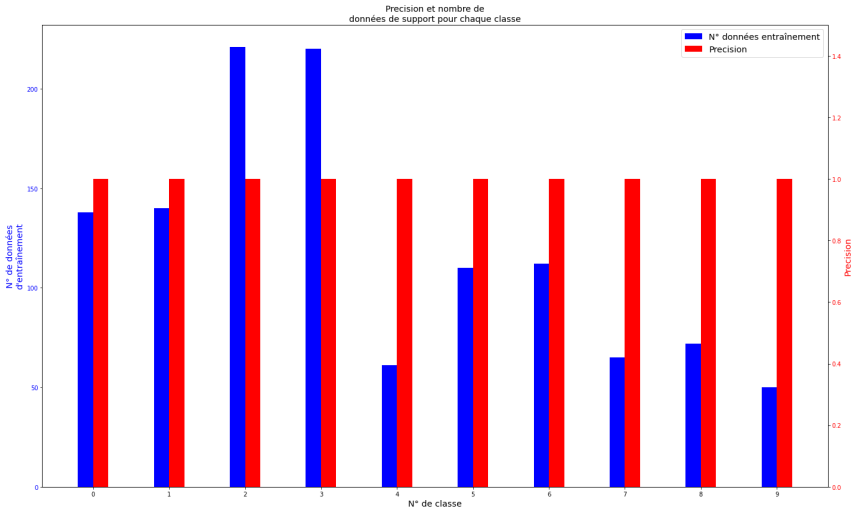 Precision et nombre de
données de support pour chaque classe
N° données entraînement
Precision
200
150
100
50
0
N° de données
d'entraînement
1.4
1.2
1.0
0.8
0.6
0.4
0.2
0.0
Precision
0 1 2 3 4 5 6 7 8 9
N° de classe